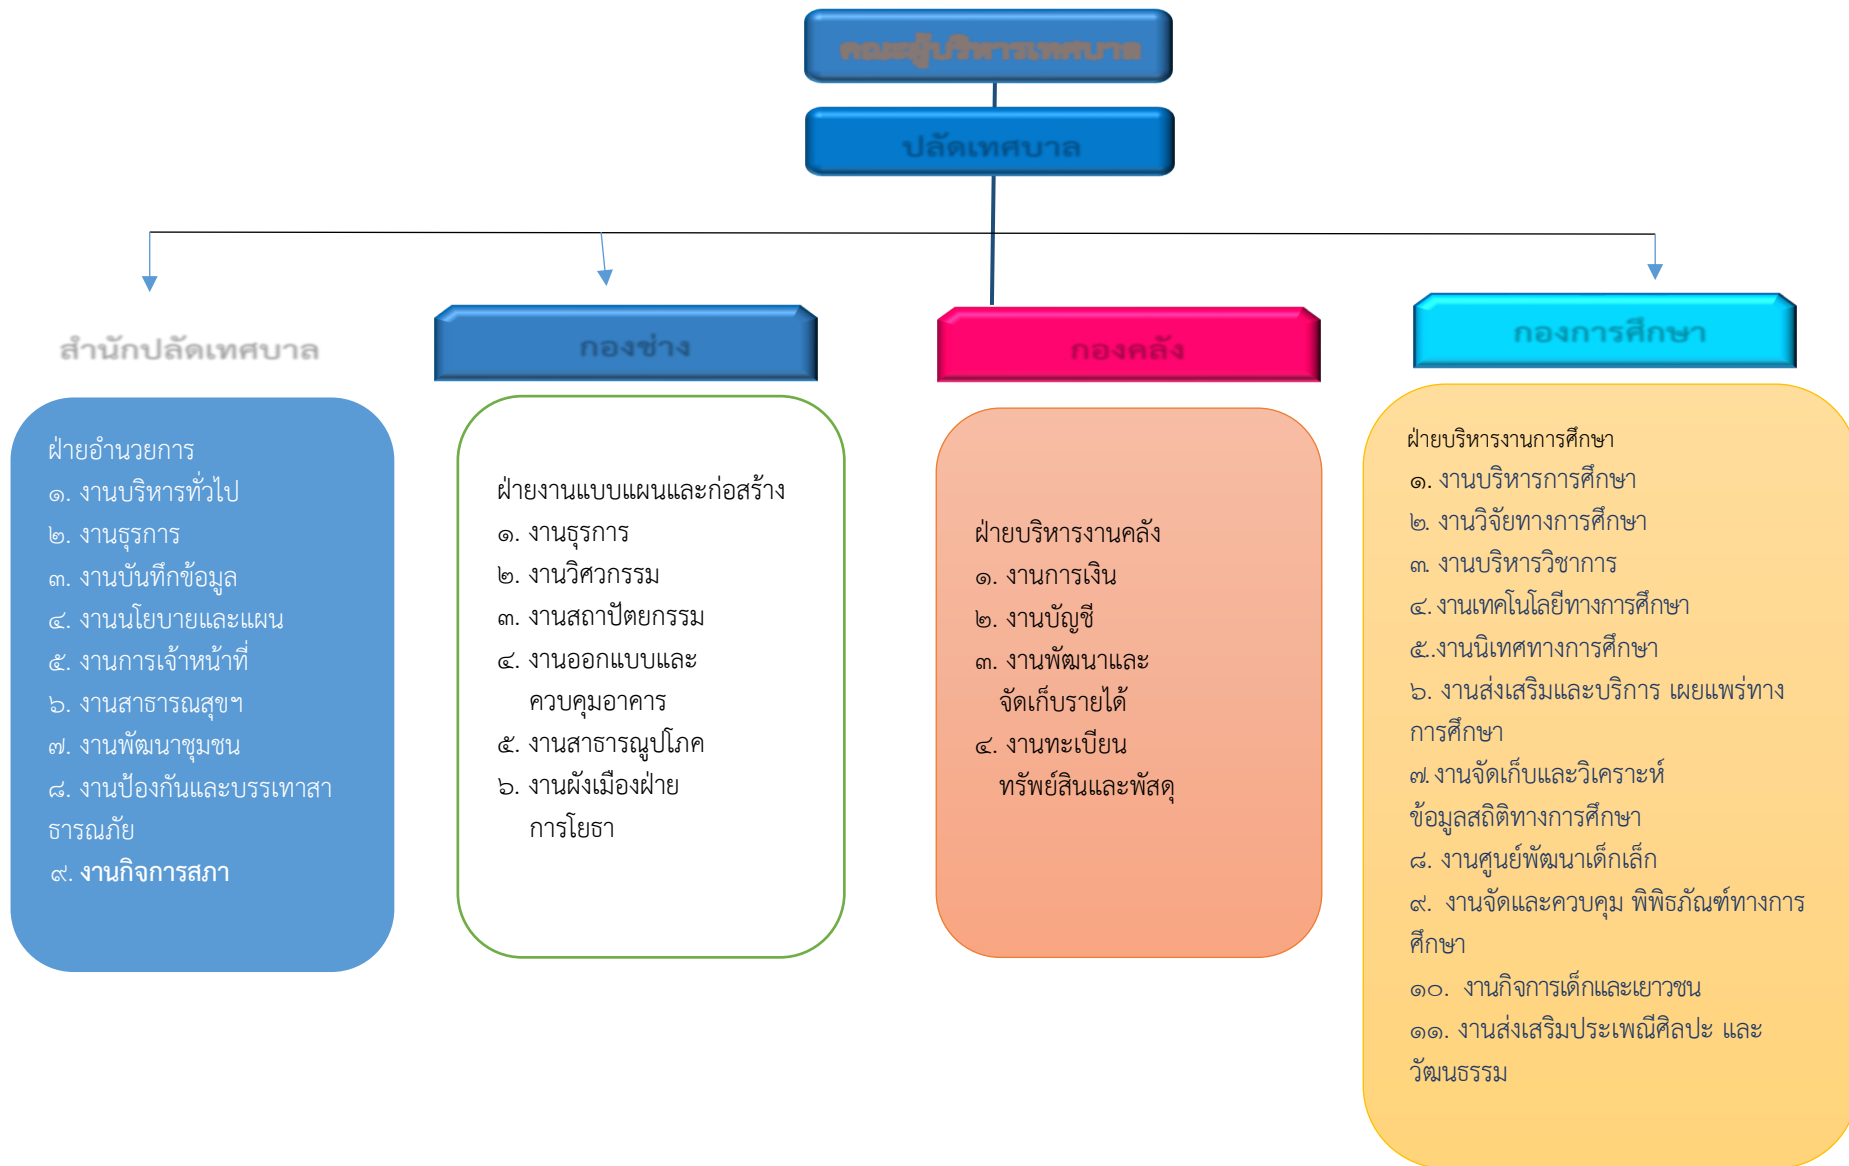 คณะผู้บริหารเทศบาล
ปลัดเทศบาล
สำนักปลัดเทศบาล
ฝ่ายอำนวยการ
๑. งานบริหารทั่วไป
๒. งานธุรการ
๓. งานบันทึกข้อมูล
๔. งานนโยบายและแผน
๕. งานการเจ้าหน้าที่
๖. งานสาธารณสุขฯ
๗. งานพัฒนาชุมชน
๘. งานป้องกันและบรรเทาสา
ธารณภัย
๙. งานกิจการสภา
กองช่าง
ฝ่ายงานแบบแผนและก่อสร้าง
๑. งานธุรการ
๒. งานวิศวกรรม
๓. งานสถาปัตยกรรม
๔. งานออกแบบและ
ควบคุมอาคาร
๕. งานสาธารณูปโภค
๖. งานผังเมืองฝ่าย
การโยธา
กองคลัง
ฝ่ายบริหารงานคลัง
๑. งานการเงิน
๒. งานบัญชี
๓. งานพัฒนาและ
จัดเก็บรายได้
๔. งานทะเบียน
ทรัพย์สินและพัสดุ
กองการศึกษา
ฝ่ายบริหารงานการศึกษา
๑. งานบริหารการศึกษา
๒. งานวิจัยทางการศึกษา
๓. งานบริหารวิชาการ
๔. งานเทคโนโลยีทางการศึกษา
๕..งานนิเทศทางการศึกษา
๖. งานส่งเสริมและบริการ เผยแพร่ทาง
การศึกษา
๗. งานจัดเก็บและวิเคราะห์
ข้อมูลสถิติทางการศึกษา
๘. งานศูนย์พัฒนาเด็กเล็ก
๙. งานจัดและควบคุม พิพิธภัณฑ์ทางการ
ศึกษา
๑๐. งานกิจการเด็กและเยาวชน
๑๑. งานส่งเสริมประเพณีศิลปะ และ
วัฒนธรรม